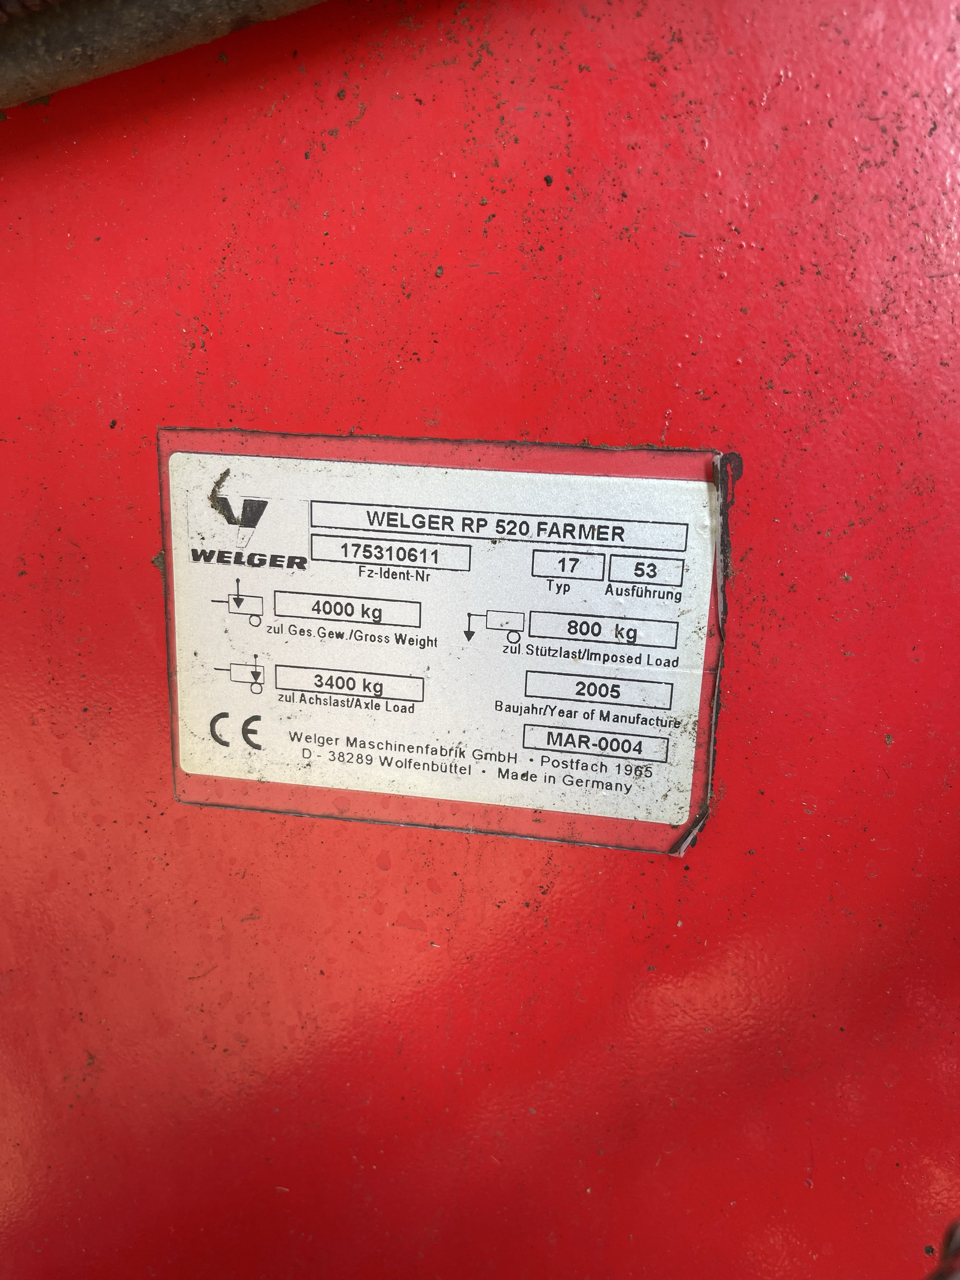 WELGER
WELGER RP 520 FARMER
175310611
Fz-Ident-Nr
17
Typ
53
Ausführung
4000 kg
zul Ges.Gew./Gross Weight
800 kg
zul Stützlast/Imposed Load
3400 kg
zul Achslast/Axle Load
2005
Baujahr/Year of Manufacture
MAR-0004
CE
Welger Maschinenfabrik GmbH · Postfach 1965
D - 38289 Wolfenbüttel · Made in Germany